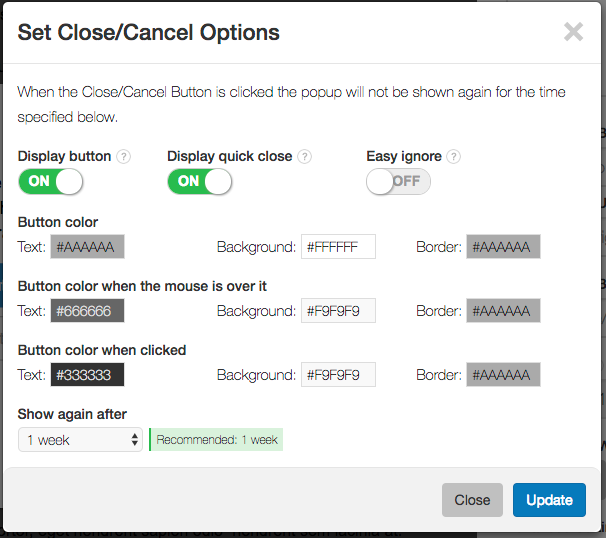 Set Close/Cancel Options
When the Close/Cancel Button is clicked the popup will not be shown again for the time
specified below.
Display button ? Display quick close ? Easy ignore ?
ON ON OFF
Button color
Text: #AAAAAA Background: #FFFFFF Border: #AAAAAA
Button color when the mouse is over it
Text: #666666 Background: #F9F9F9 Border: #AAAAAA
Button color when clicked
Text: #333333 Background: #F9F9F9 Border: #AAAAAA
Show again after
1 week Recommended: 1 week
Close Update